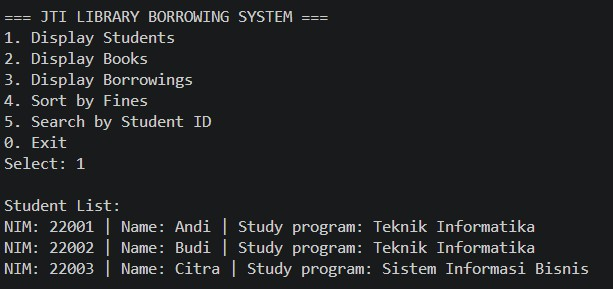 === JTI LIBRARY BORROWING SYSTEM ===
1. Display Students
2. Display Books
3. Display Borrowings
4. Sort by Fines
5. Search by Student ID
0. Exit
Select: 1

Student List:
NIM: 22001 | Name: Andi | Study program: Teknik Informatika
NIM: 22002 | Name: Budi | Study program: Teknik Informatika
NIM: 22003 | Name: Citra | Study program: Sistem Informasi Bisnis